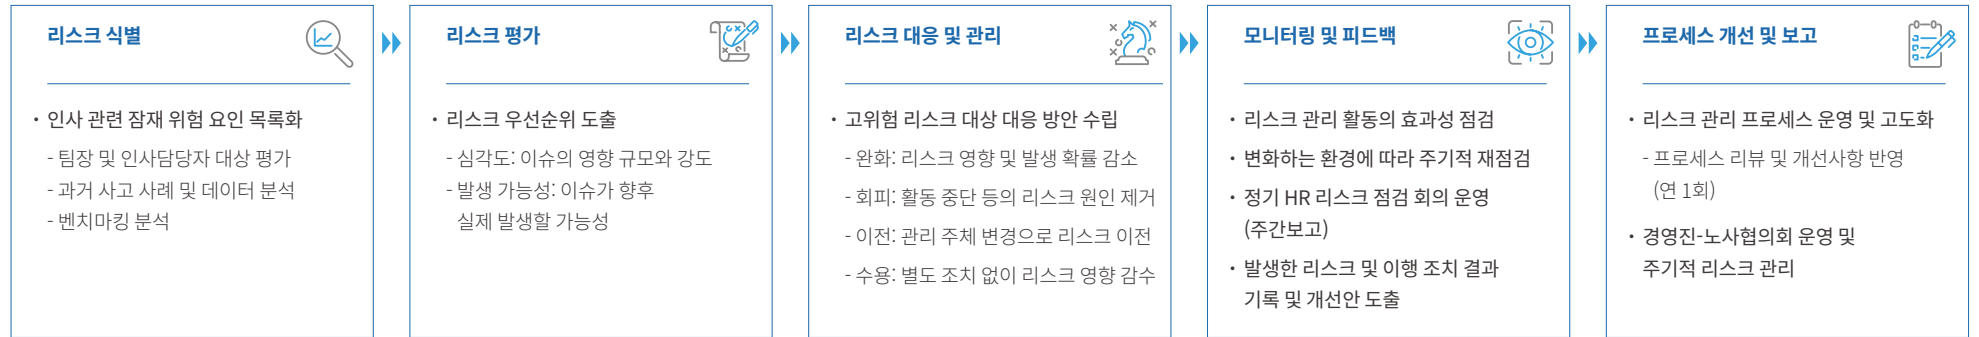 리스크 식별
· 인사 관련 잠재 위험 요인 목록화
- 팀장 및 인사담당자 대상 평가
- 과거 사고 사례 및 데이터 분석
- 벤치마킹 분석
리스크 평가
· 리스크 우선순위 도출
- 심각도: 이슈의 영향 규모와 강도
- 발생 가능성: 이슈가 향후
실제 발생할 가능성
리스크 대응 및 관리
· 고위험 리스크 대상 대응 방안 수립
- 완화: 리스크 영향 및 발생 확률 감소
- 회피: 활동 중단 등의 리스크 원인 제거
- 이전: 관리 주체 변경으로 리스크 이전
- 수용: 별도 조치 없이 리스크 영향 감수
모니터링 및 피드백
· 리스크 관리 활동의 효과성 점검
· 변화하는 환경에 따라 주기적 재점검
· 정기 HR 리스크 점검 회의 운영
(주간보고)
· 발생한 리스크 및 이행 조치 결과
기록 및 개선안 도출
프로세스 개선 및 보고
· 리스크 관리 프로세스 운영 및 고도화
- 프로세스 리뷰 및 개선사항 반영
(연 1회)
· 경영진-노사협의회 운영 및
주기적 리스크 관리